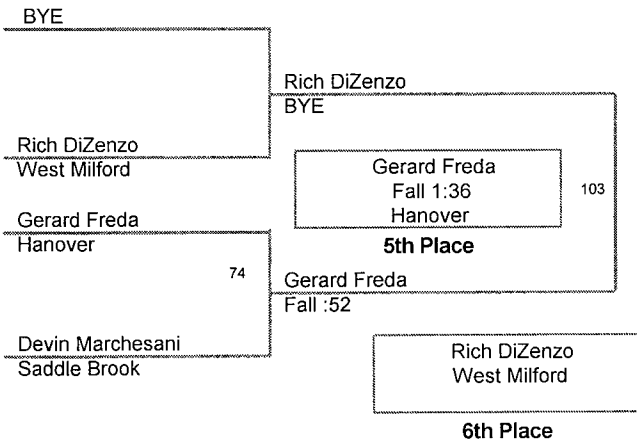 BYE
Rich DiZenzo
BYE
Rich DiZenzo
West Milford
Gerard Freda
Fall 1:36
Hanover
103
5th Place
Gerard Freda
Hanover
74
Gerard Freda
Fall :52
Devin Marchesani
Saddle Brook
Rich DiZenzo
West Milford
6th Place